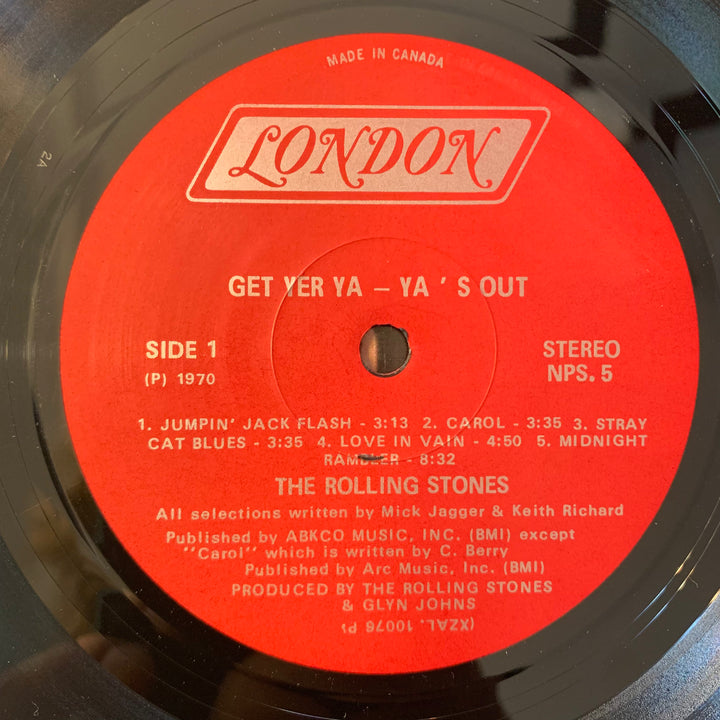 MADE IN CANADA
LONDON
2A
GET YER YA – YA ' S OUT
SIDE 1
(P) 1970
STEREO
NPS. 5
1. JUMPIN' JACK FLASH - 3:13 2. CAROL - 3:35 3. STRAY
CAT BLUES - 3:35 4. LOVE IN VAIN - 4:50 5. MIDNIGHT
RAMBLER - 8:32
THE ROLLING STONES
All selections written by Mick Jagger & Keith Richard
Published by ABKCO MUSIC, INC. (BMI) except
"Carol" which is written by C. Berry
Published by Arc Music, Inc. (BMI)
PRODUCED BY THE ROLLING STONES
& GLYN JOHNS
(XZAL. 10076 P)